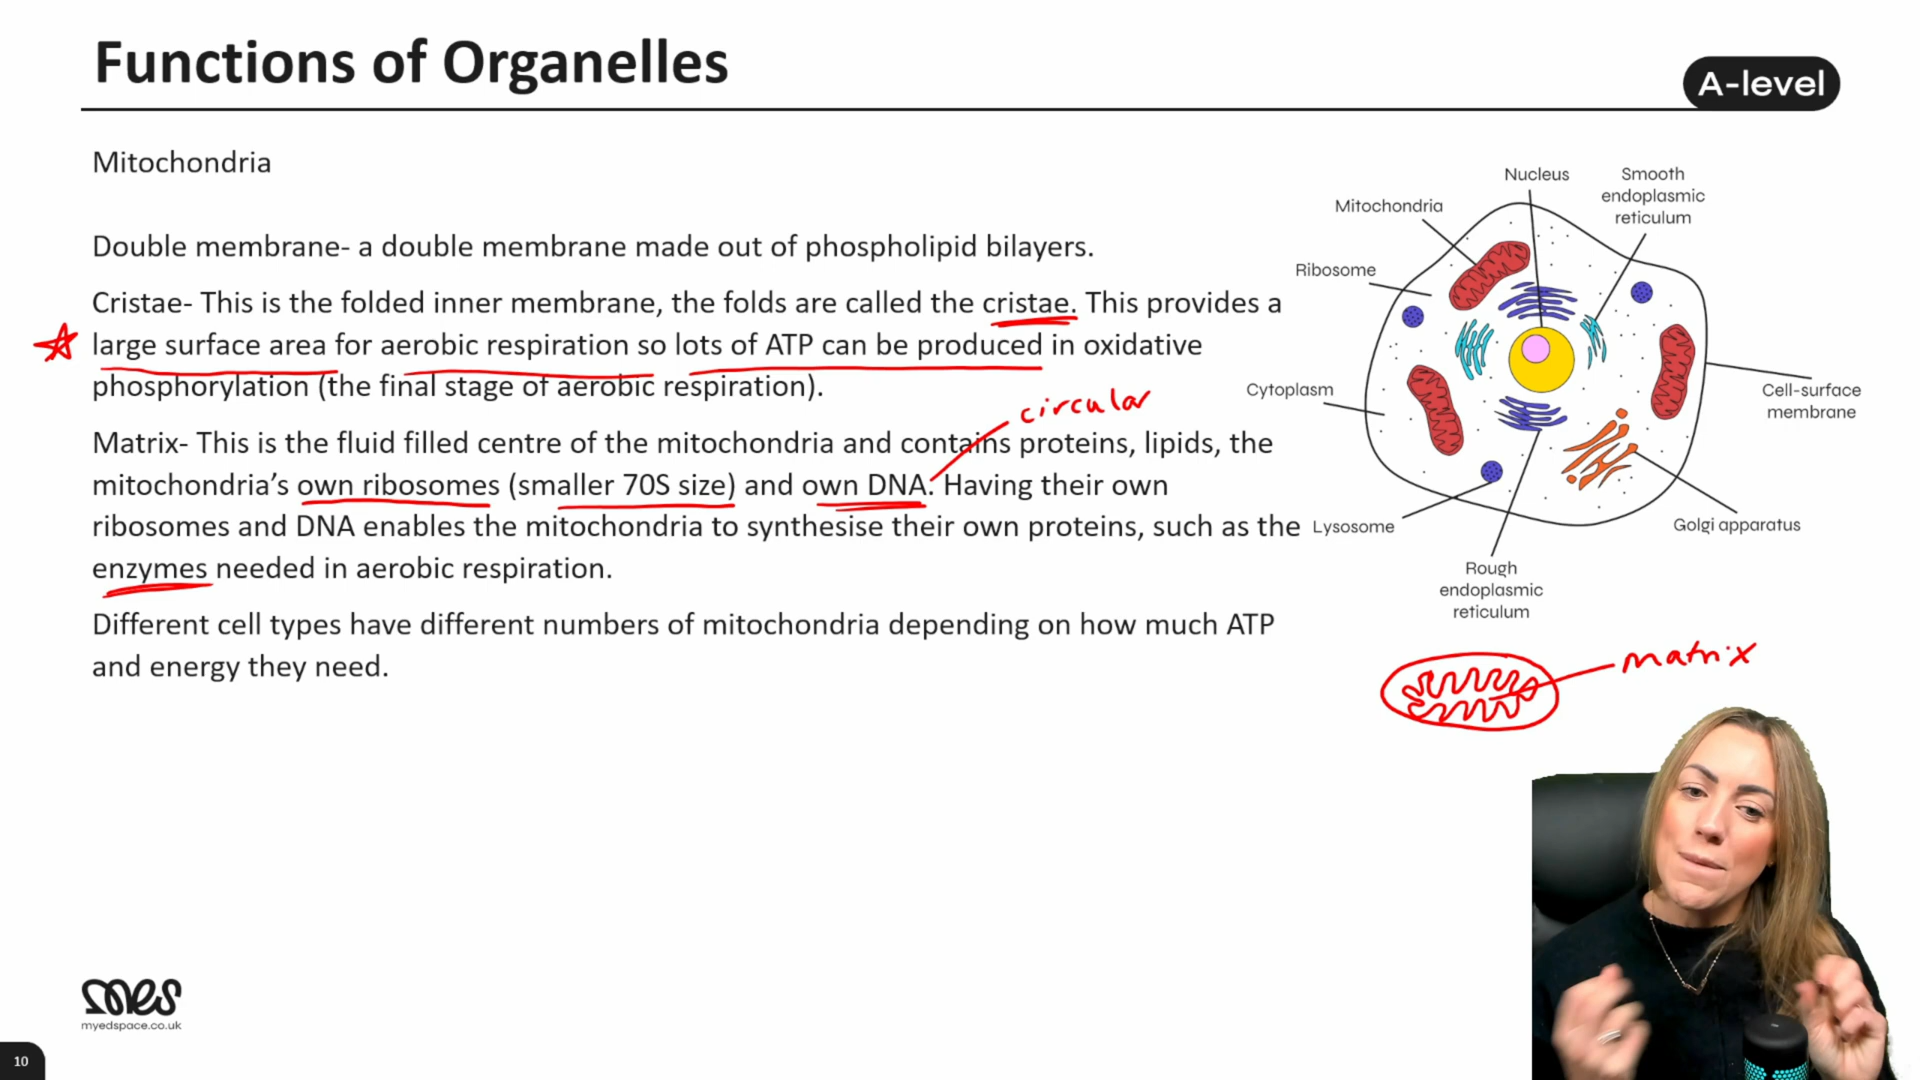 Functions of Organelles
A-level
Mitochondria
Double membrane- a double membrane made out of phospholipid bilayers.
Cristae- This is the folded inner membrane, the folds are called the cristae. This provides a
large surface area for aerobic respiration so lots of ATP can be produced in oxidative
phosphorylation (the final stage of aerobic respiration).
circular
Matrix- This is the fluid filled centre of the mitochondria and contains proteins, lipids, the
mitochondria's own ribosomes (smaller 70S size) and own DNA. Having their own
ribosomes and DNA enables the mitochondria to synthesise their own proteins, such as the
enzymes needed in aerobic respiration.
Different cell types have different numbers of mitochondria depending on how much ATP
and energy they need.
Nucleus
Smooth
endoplasmic
reticulum
Mitochondria
Ribosome
Cytoplasm
Cell-surface
membrane
Lysosome
Golgi apparatus
Rough
endoplasmic
reticulum
matrix
mes
myedspace.co.uk
10